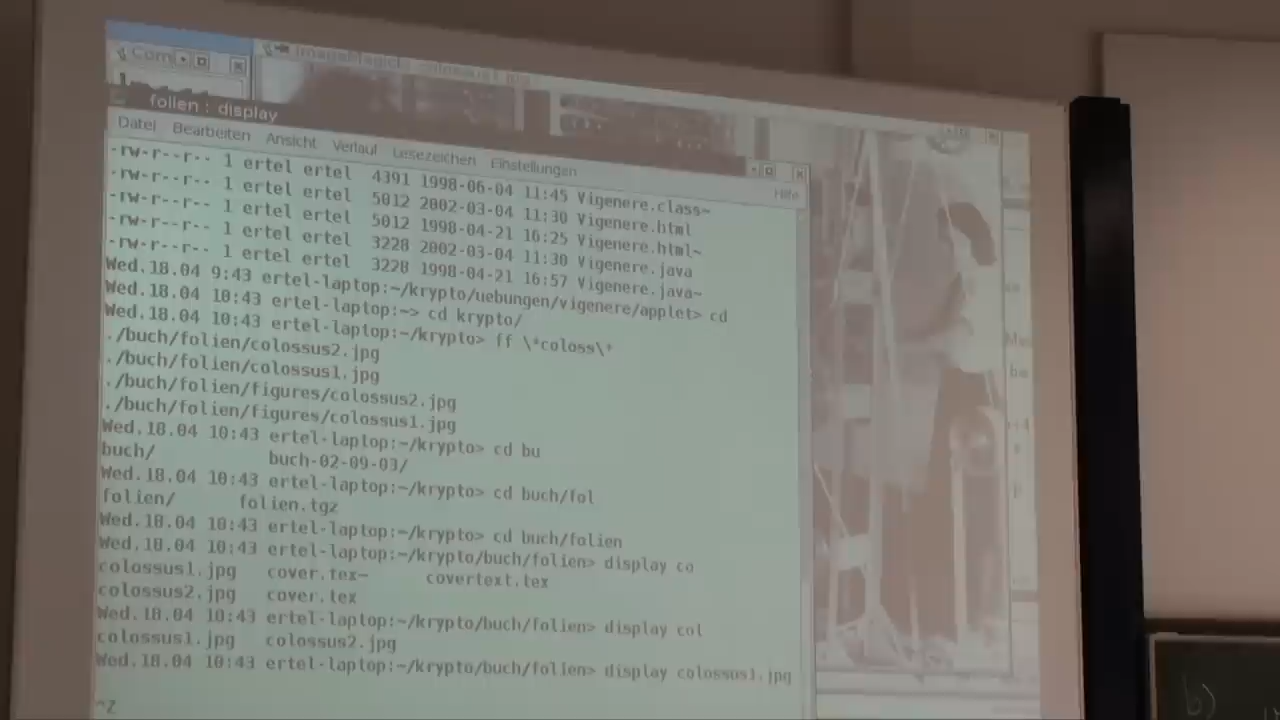 Com
ImageMagick: colossus1.jpg
folien : display
Datei Bearbeiten Ansicht Verlauf Lesezeichen Einstellungen Hilfe
-rw-r--r-- 1 ertel ertel 4391 1998-06-04 11:45 Vigenere.class~
-rw-r--r-- 1 ertel ertel 5012 2002-03-04 11:30 Vigenere.html
-rw-r--r-- 1 ertel ertel 5012 1998-04-21 16:25 Vigenere.html~
-rw-r--r-- 1 ertel ertel 3228 2002-03-04 11:30 Vigenere.java
-rw-r--r-- 1 ertel ertel 3228 1998-04-21 16:57 Vigenere.java~
Wed.18.04 9:43 ertel-laptop:~/krypto/uebungen/vigenere/applet> cd
Wed.18.04 10:43 ertel-laptop:~> cd krypto/
Wed.18.04 10:43 ertel-laptop:~/krypto> ff \*coloss\*
./buch/folien/colossus2.jpg
./buch/folien/colossus1.jpg
./buch/folien/figures/colossus2.jpg
./buch/folien/figures/colossus1.jpg
Wed.18.04 10:43 ertel-laptop:~/krypto> cd bu
buch/ buch-02-09-03/
Wed.18.04 10:43 ertel-laptop:~/krypto> cd buch/fol
folien/ folien.tgz
Wed.18.04 10:43 ertel-laptop:~/krypto> cd buch/folien
Wed.18.04 10:43 ertel-laptop:~/krypto/buch/folien> display co
colossus1.jpg cover.tex~ covertext.tex
colossus2.jpg cover.tex
Wed.18.04 10:43 ertel-laptop:~/krypto/buch/folien> display col
colossus1.jpg colossus2.jpg
Wed.18.04 10:43 ertel-laptop:~/krypto/buch/folien> display colossus1.jpg
^Z
b)